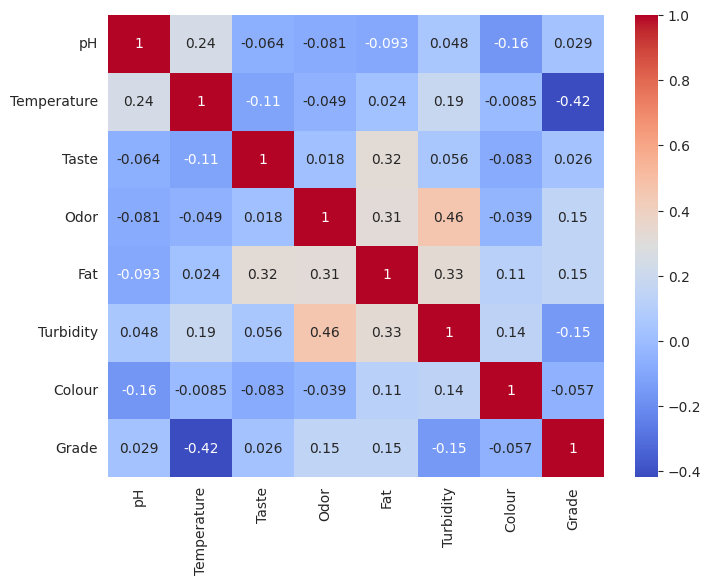 pH 1 0.24 -0.064 -0.081 -0.093 0.048 -0.16 0.029
Temperature 0.24 1 -0.11 -0.049 0.024 0.19 -0.0085 -0.42
Taste -0.064 -0.11 1 0.018 0.32 0.056 -0.083 0.026
Odor -0.081 -0.049 0.018 1 0.31 0.46 -0.039 0.15
Fat -0.093 0.024 0.32 0.31 1 0.33 0.11 0.15
Turbidity 0.048 0.19 0.056 0.46 0.33 1 0.14 -0.15
Colour -0.16 -0.0085 -0.083 -0.039 0.11 0.14 1 -0.057
Grade 0.029 -0.42 0.026 0.15 0.15 -0.15 -0.057 1
pH
Temperature
Taste
Odor
Fat
Turbidity
Colour
Grade
1.0
0.8
0.6
0.4
0.2
0.0
−0.2
−0.4